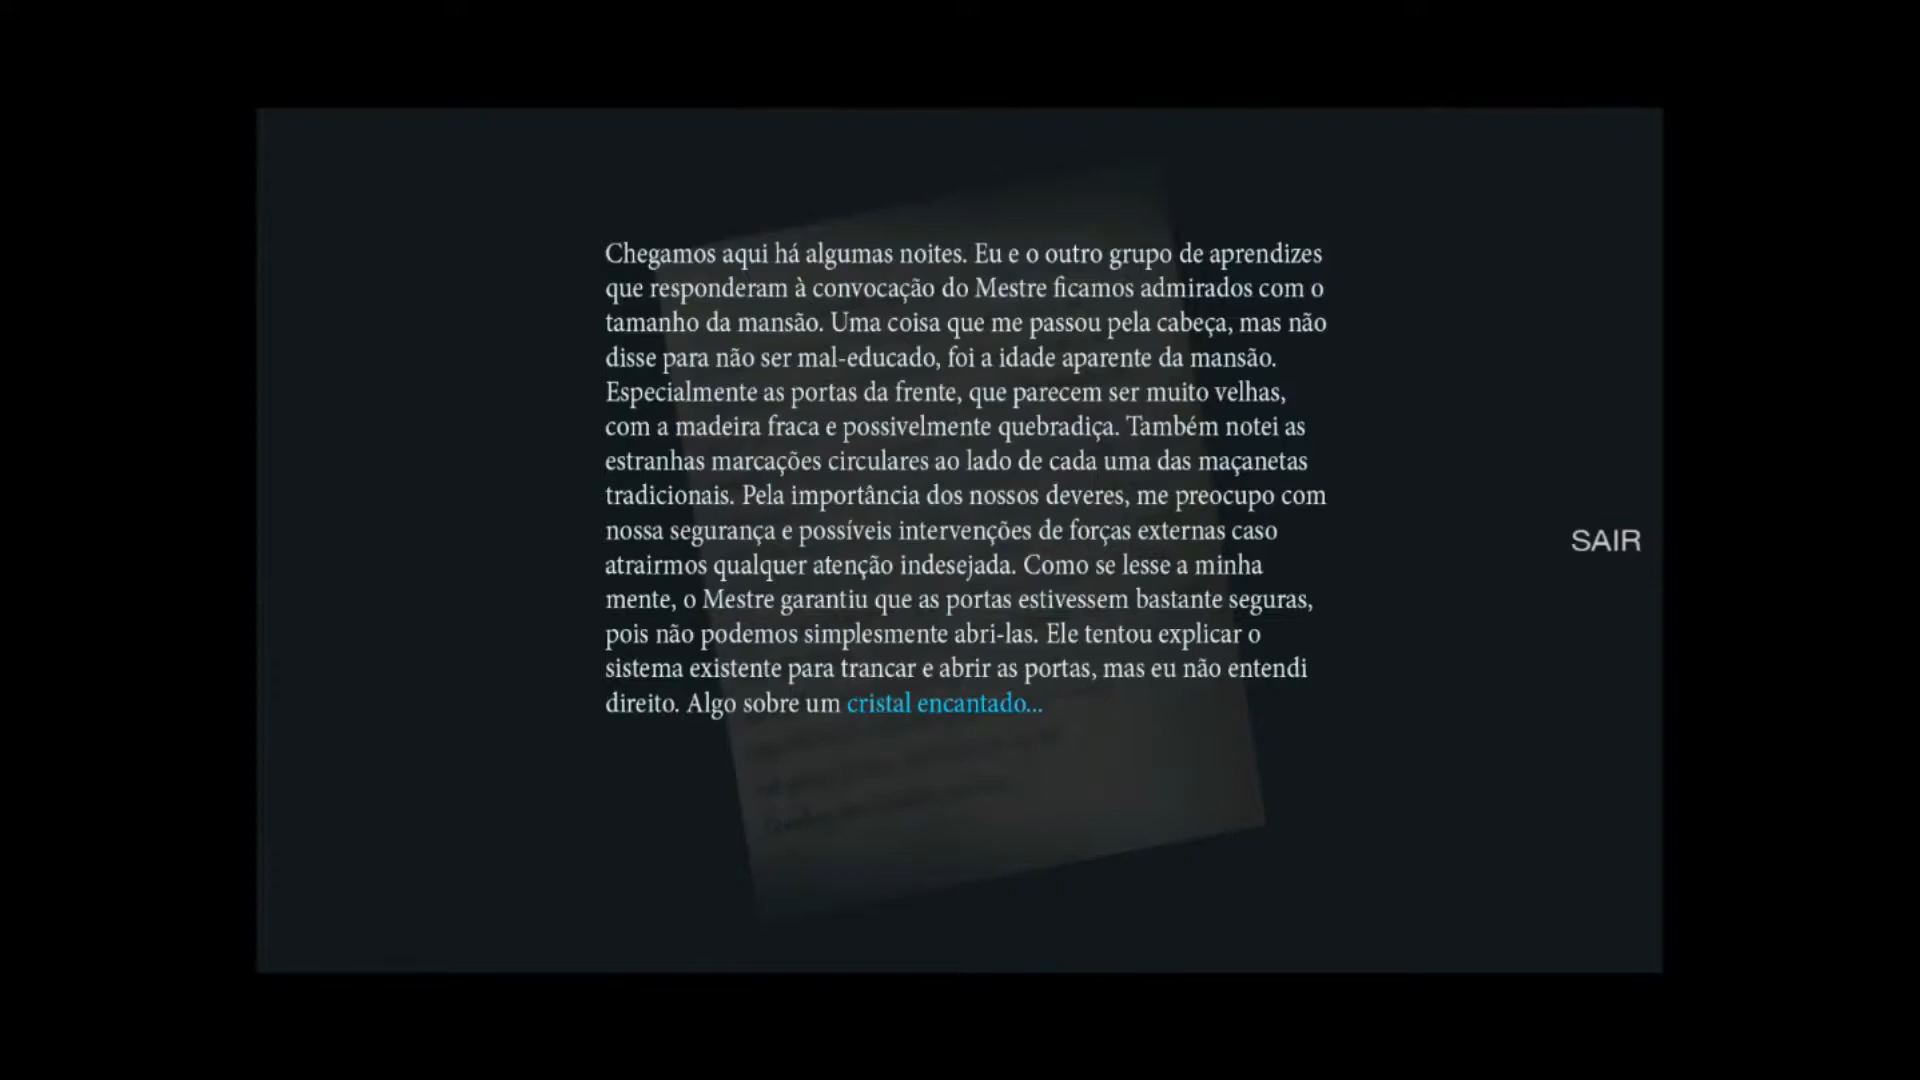 Chegamos aqui há algumas noites. Eu e o outro grupo de aprendizes
que responderam à convocação do Mestre ficamos admirados com o
tamanho da mansão. Uma coisa que me passou pela cabeça, mas não
disse para não ser mal-educado, foi a idade aparente da mansão.
Especialmente as portas da frente, que parecem ser muito velhas,
com a madeira fraca e possivelmente quebradiça. Também notei as
estranhas marcações circulares ao lado de cada uma das maçanetas
tradicionais. Pela importância dos nossos deveres, me preocupo com
nossa segurança e possíveis intervenções de forças externas caso
atrairmos qualquer atenção indesejada. Como se lesse a minha
mente, o Mestre garantiu que as portas estivessem bastante seguras,
pois não podemos simplesmente abri-las. Ele tentou explicar o
sistema existente para trancar e abrir as portas, mas eu não entendi
direito. Algo sobre um cristal encantado...
SAIR